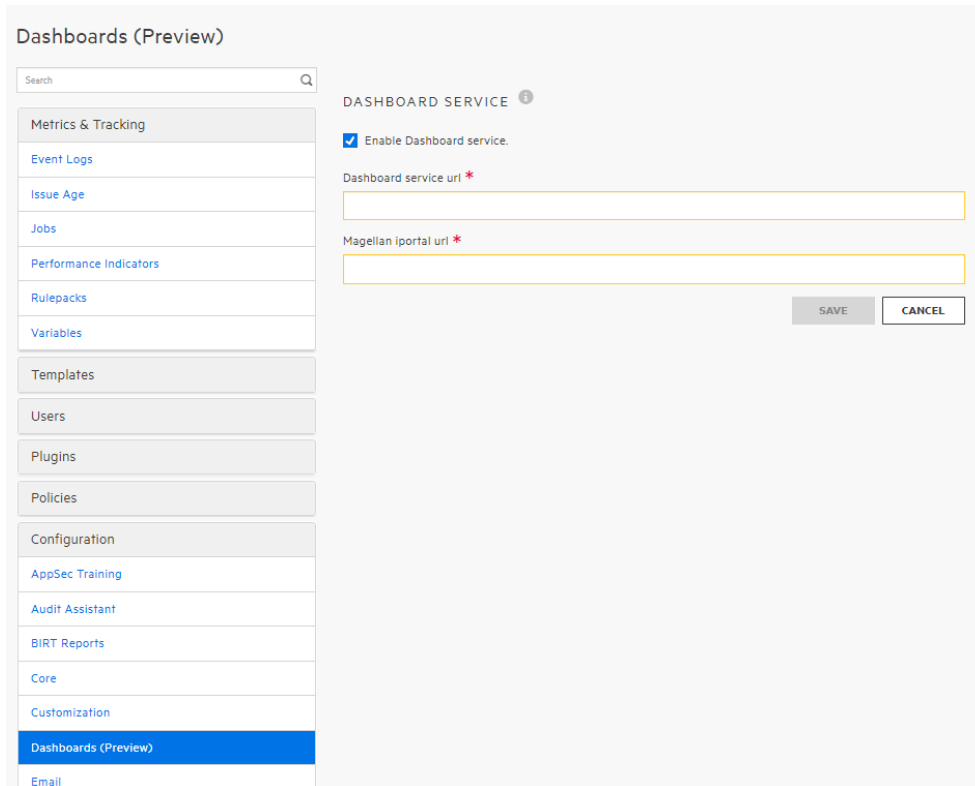 Dashboards (Preview)
Search
Metrics & Tracking
Event Logs
Issue Age
Jobs
Performance Indicators
Rulepacks
Variables
Templates
Users
Plugins
Policies
Configuration
AppSec Training
Audit Assistant
BIRT Reports
Core
Customization
Dashboards (Preview)
Email
DASHBOARD SERVICE i
Enable Dashboard service.
Dashboard service url *
Magellan iportal url *
SAVE CANCEL